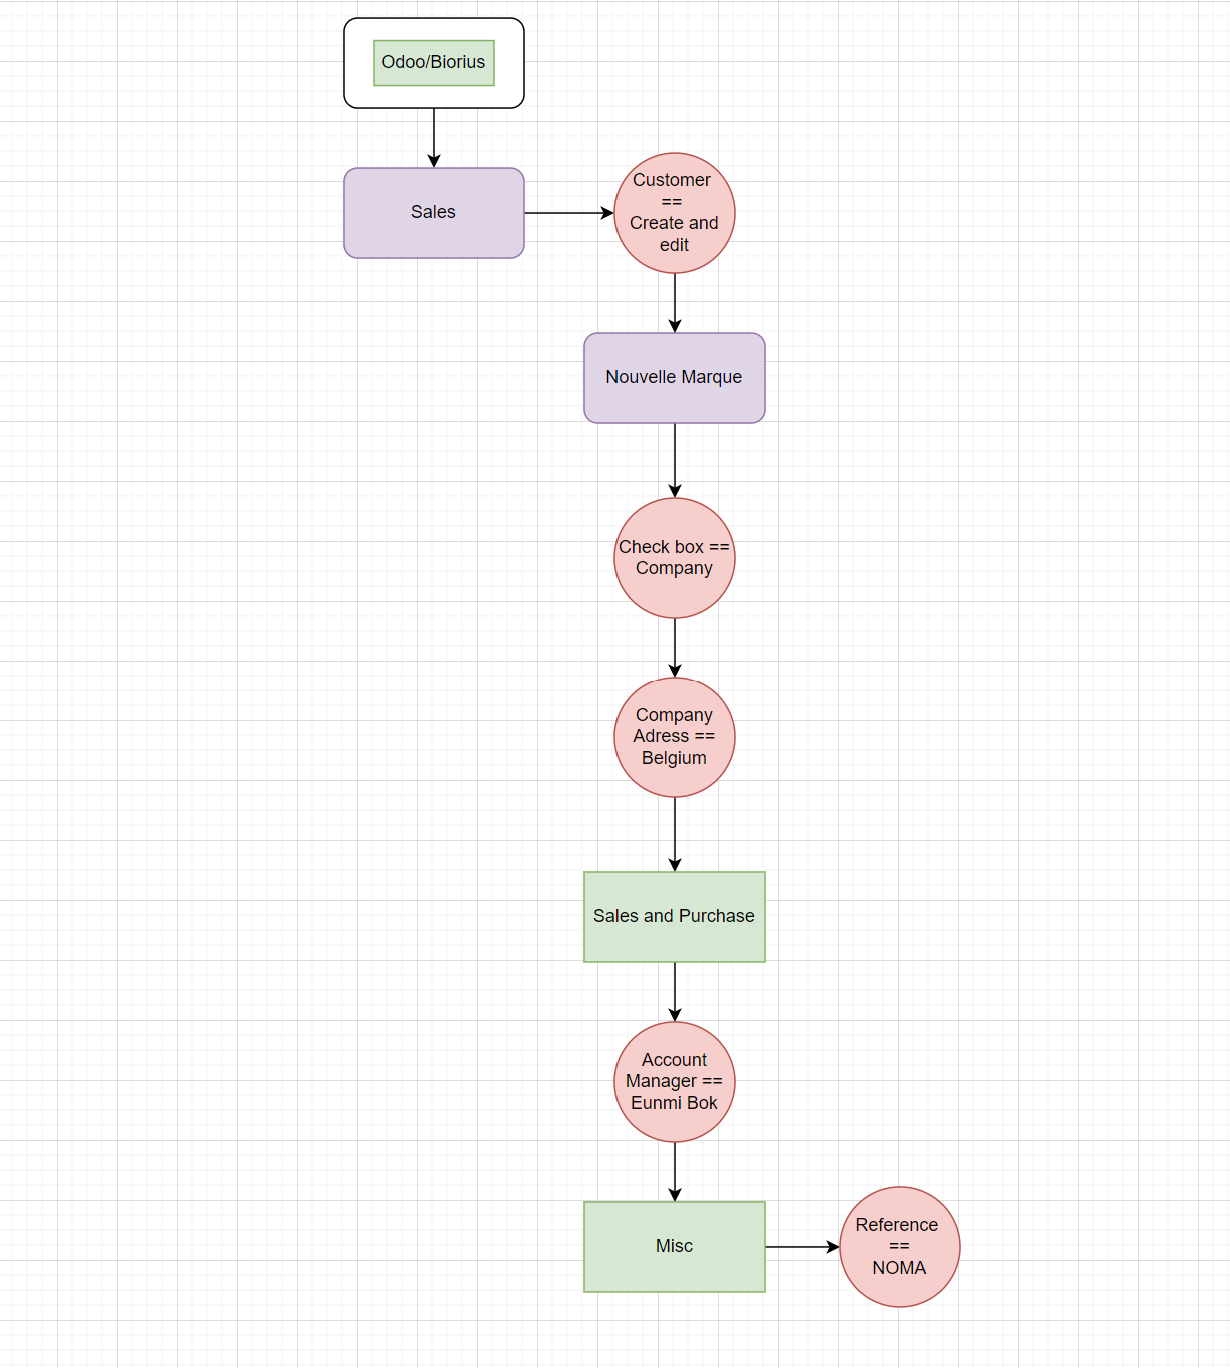 Odoo/Biorius
Sales
Customer
==
Create and
edit
Nouvelle Marque
Check box ==
Company
Company
Adress ==
Belgium
Sales and Purchase
Account
Manager ==
Eunmi Bok
Misc
Reference
==
NOMA